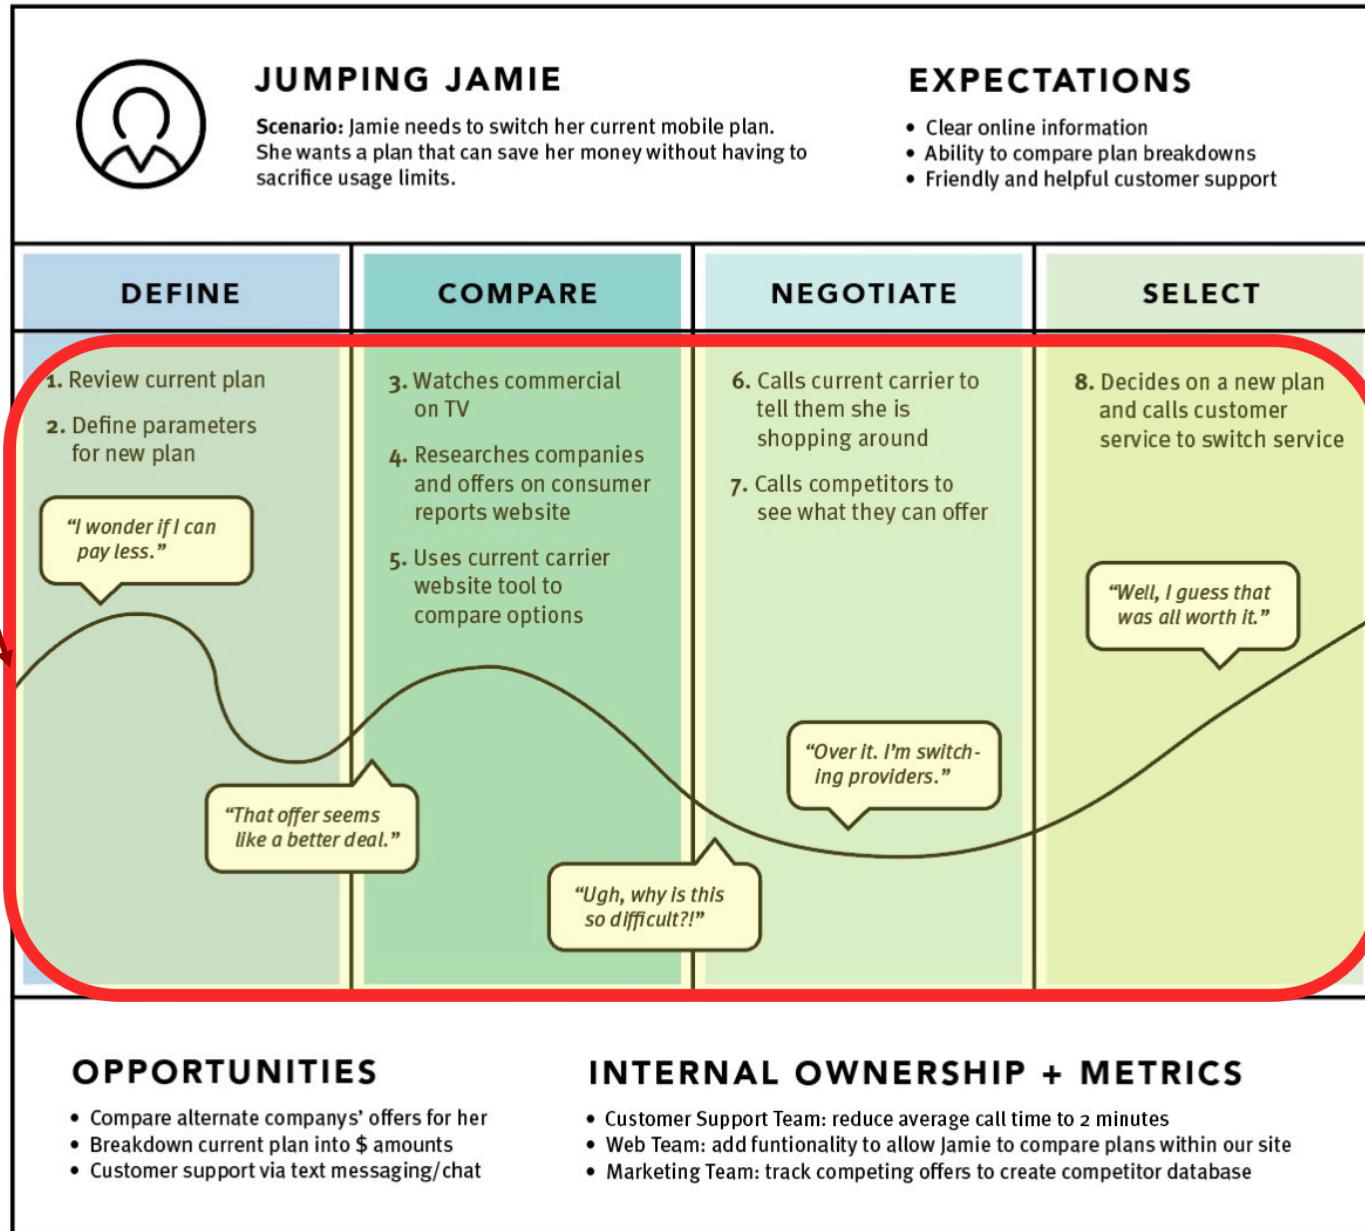 JUMPING JAMIE
Scenario: Jamie needs to switch her current mobile plan.
She wants a plan that can save her money without having to
sacrifice usage limits.
EXPECTATIONS
• Clear online information
• Ability to compare plan breakdowns
• Friendly and helpful customer support
DEFINE
COMPARE
NEGOTIATE
SELECT
1. Review current plan
2. Define parameters
for new plan
3. Watches commercial
on TV
4. Researches companies
and offers on consumer
reports website
5. Uses current carrier
website tool to
compare options
6. Calls current carrier to
tell them she is
shopping around
7. Calls competitors to
see what they can offer
8. Decides on a new plan
and calls customer
service to switch service
“I wonder if I can
pay less.”
“That offer seems
like a better deal.”
“Ugh, why is this
so difficult?!”
“Over it. I’m switch-
ing providers.”
“Well, I guess that
was all worth it.”
OPPORTUNITIES
• Compare alternate companys’ offers for her
• Breakdown current plan into $ amounts
• Customer support via text messaging/chat
INTERNAL OWNERSHIP + METRICS
• Customer Support Team: reduce average call time to 2 minutes
• Web Team: add funtionality to allow Jamie to compare plans within our site
• Marketing Team: track competing offers to create competitor database